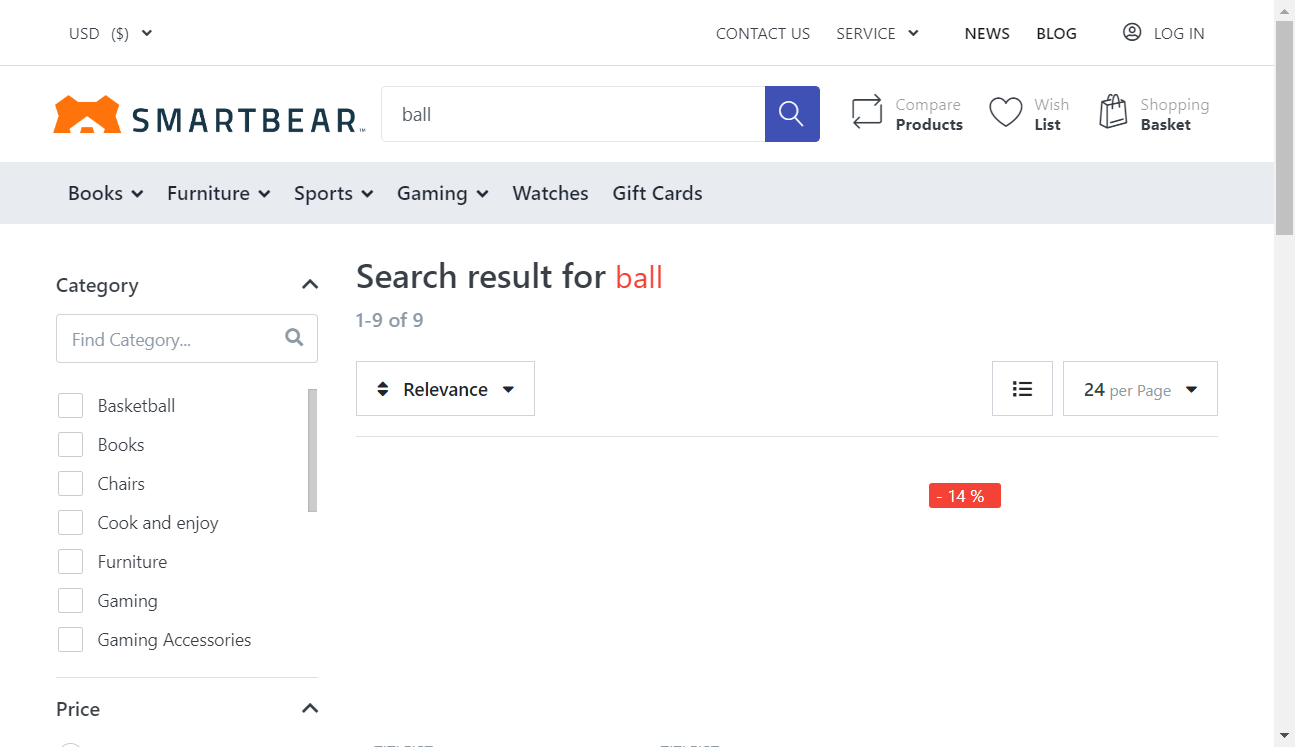 USD ($)
CONTACT US
SERVICE
NEWS
BLOG
LOG IN
SMARTBEAR™
ball
Compare
Products
Wish
List
Shopping
Basket
Books
Furniture
Sports
Gaming
Watches
Gift Cards
Category
Find Category...
Basketball
Books
Chairs
Cook and enjoy
Furniture
Gaming
Gaming Accessories
Price
Search result for ball
1-9 of 9
Relevance
24 per Page
- 14 %